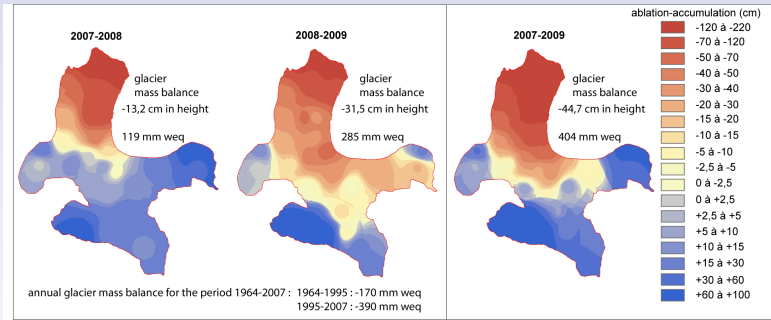 ablation-accumulation (cm)
2007-2008
2008-2009
2007-2009
glacier
mass balance
-13,2 cm in height
119 mm weq
glacier
mass balance
-31,5 cm in height
285 mm weq
glacier
mass balance
-44,7 cm in height
404 mm weq
-120 à -220
-70 à -120
-50 à -70
-40 à -50
-30 à -40
-20 à -30
-15 à -20
-10 à -15
-5 à -10
-2,5 à -5
0 à -2,5
0 à +2,5
+2,5 à +5
+5 à +10
+10 à +15
+15 à +30
+30 à +60
+60 à +100
annual glacier mass balance for the period 1964-2007 : 1964-1995 : -170 mm weq
1995-2007 : -390 mm weq